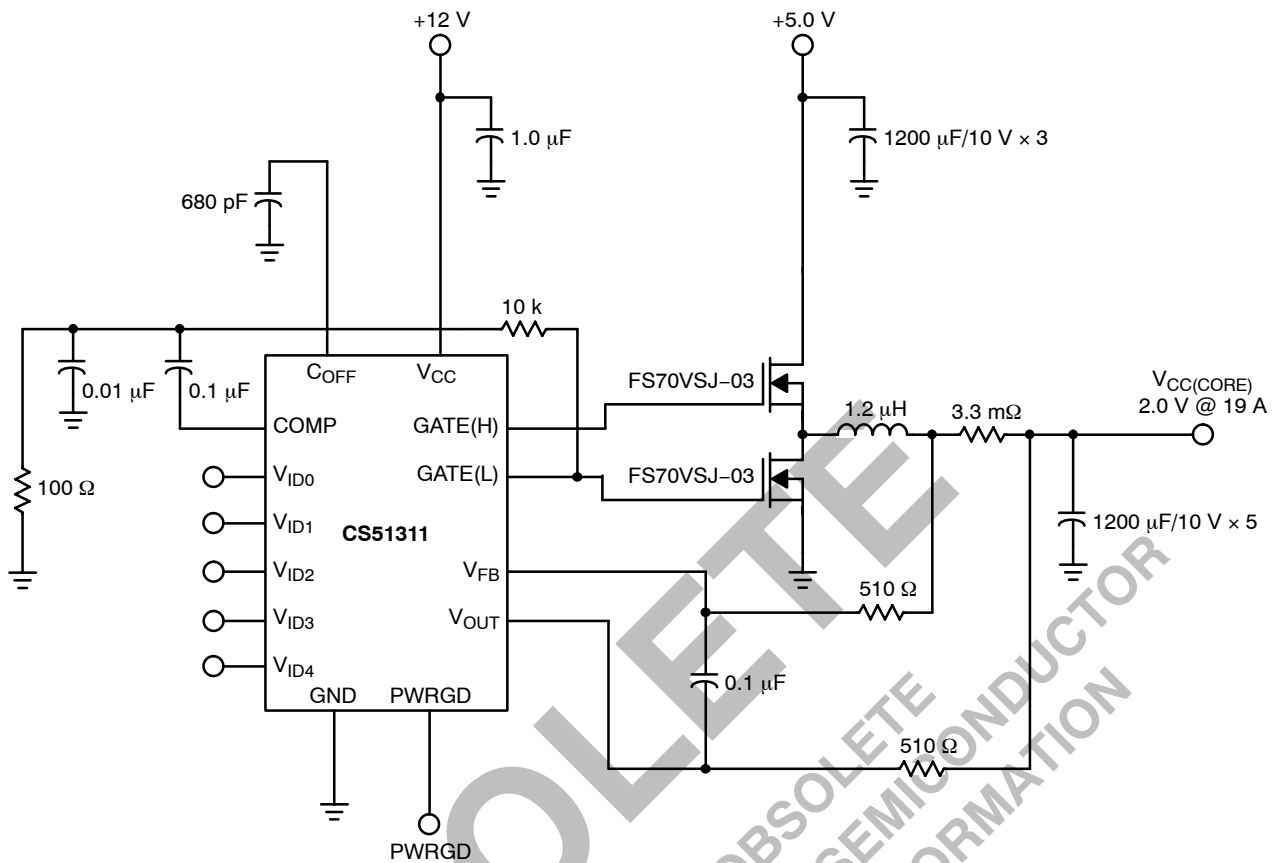 +12 V
+5.0 V
1.0 μF
1200 μF/10 V × 3
680 pF
10 k
0.01 μF
0.1 μF
COFF
VCC
FS70VSJ−03
VCC(CORE)
2.0 V @ 19 A
1.2 μH
3.3 mΩ
COMP
GATE(H)
100 Ω
VID0
GATE(L)
FS70VSJ−03
VID1
CS51311
1200 μF/10 V × 5
VID2
VFB
510 Ω
VID3
VOUT
VID4
0.1 μF
GND
PWRGD
510 Ω
PWRGD
OLETE
OBSOLETE
SEMICONDUCTOR
ORMATION